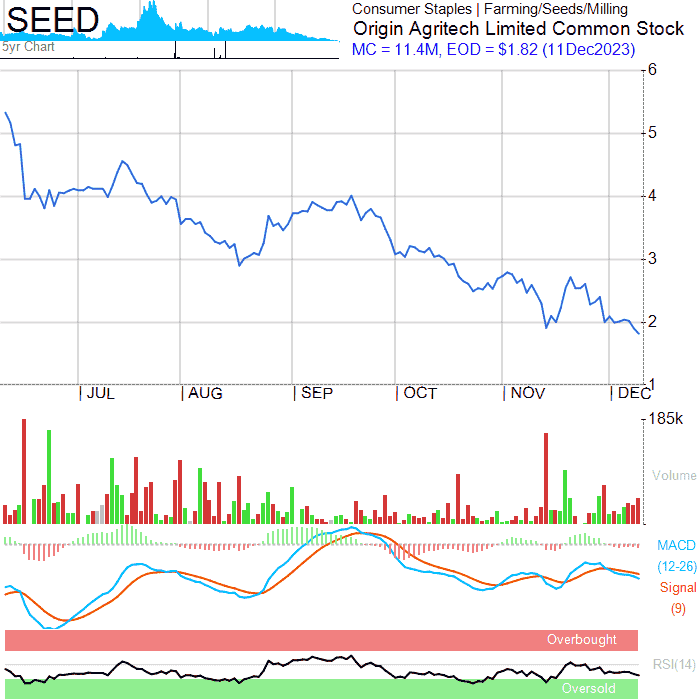 SEED
5yr Chart
Consumer Staples | Farming/Seeds/Milling
Origin Agritech Limited Common Stock
MC = 11.4M, EOD = $1.82 (11Dec2023)
6
5
4
3
2
1
JUL
AUG
SEP
OCT
NOV
DEC
185k
Volume
MACD
(12-26)
Signal
(9)
Overbought
RSI(14)
Oversold